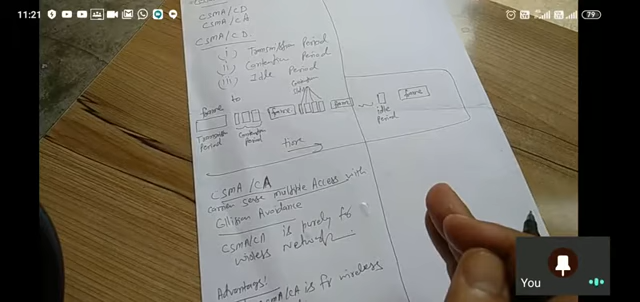 11:21
79
CSMA/CD
CSMA/CA
CSMA/CD
i) Transmission Period
ii) Contention Period
(iii) Idle Period
to
frame
frame
frame
Transmission Period
Contention Period
idle Period
time
CSMA/CA
Carrier Sense Multiple Access with
Collision Avoidance
CSMA/CA is purely for
wireless Network
Advantages:
CSMA/CA is for wireless
You